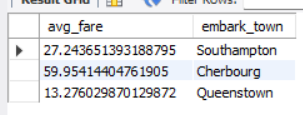 Result Grid Filter Rows:
avg_fare embark_town
27.243651393188795 Southampton
59.95414404761905 Cherbourg
13.276029870129872 Queenstown